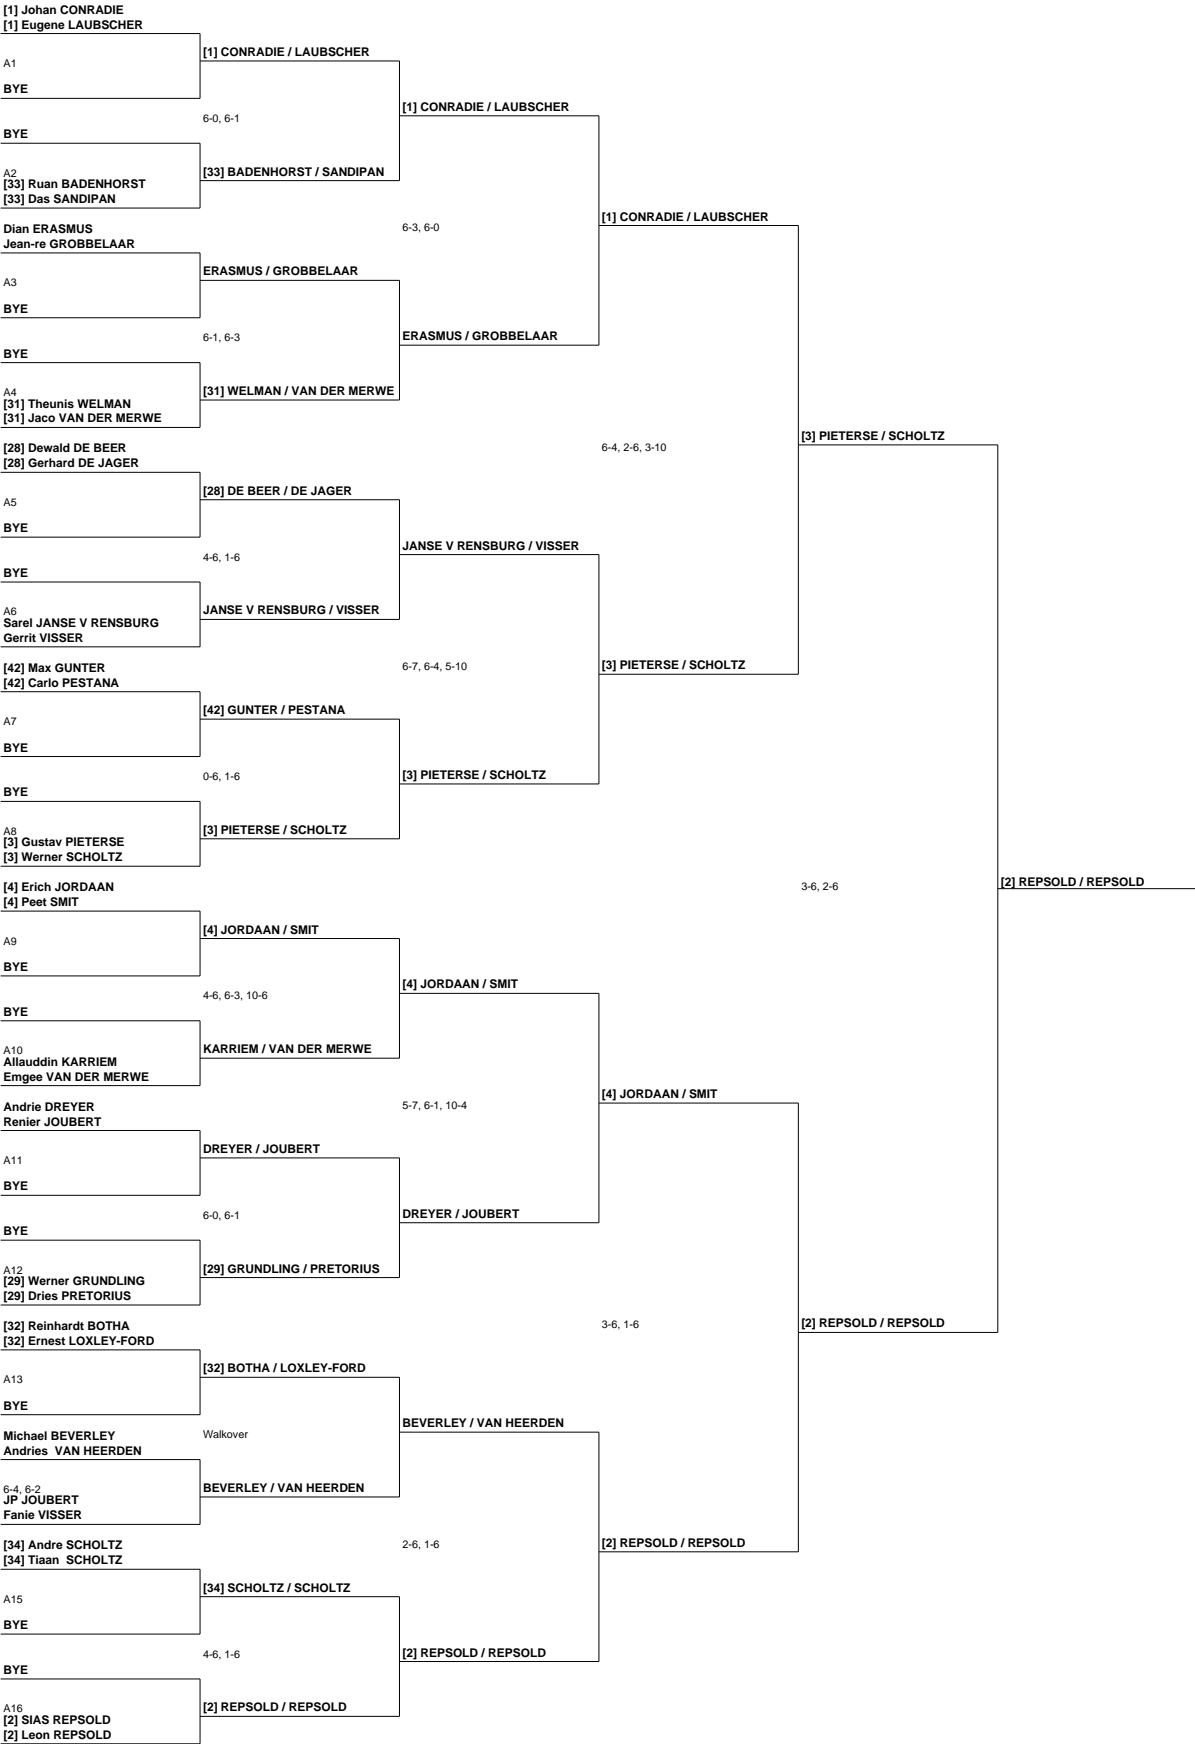 [1] Johan CONRADIE
[1] Eugene LAUBSCHER
[1] CONRADIE / LAUBSCHER
A1
BYE
[1] CONRADIE / LAUBSCHER
6-0, 6-1
BYE
A2
[33] BADENHORST / SANDIPAN
[33] Ruan BADENHORST
[33] Das SANDIPAN
[1] CONRADIE / LAUBSCHER
Dian ERASMUS
6-3, 6-0
Jean-re GROBBELAAR
ERASMUS / GROBBELAAR
A3
BYE
6-1, 6-3
ERASMUS / GROBBELAAR
BYE
A4
[31] WELMAN / VAN DER MERWE
[31] Theunis WELMAN
[31] Jaco VAN DER MERWE
[3] PIETERSE / SCHOLTZ
[28] Dewald DE BEER
6-4, 2-6, 3-10
[28] Gerhard DE JAGER
[28] DE BEER / DE JAGER
A5
BYE
JANSE V RENSBURG / VISSER
4-6, 1-6
BYE
A6
JANSE V RENSBURG / VISSER
Sarel JANSE V RENSBURG
Gerrit VISSER
[3] PIETERSE / SCHOLTZ
[42] Max GUNTER
6-7, 6-4, 5-10
[42] Carlo PESTANA
[42] GUNTER / PESTANA
A7
BYE
0-6, 1-6
[3] PIETERSE / SCHOLTZ
BYE
A8
[3] PIETERSE / SCHOLTZ
[3] Gustav PIETERSE
[3] Werner SCHOLTZ
[2] REPSOLD / REPSOLD
[4] Erich JORDAAN
3-6, 2-6
[4] Peet SMIT
[4] JORDAAN / SMIT
A9
BYE
[4] JORDAAN / SMIT
4-6, 6-3, 10-6
BYE
A10
KARRIEM / VAN DER MERWE
Allauddin KARRIEM
Emgee VAN DER MERWE
[4] JORDAAN / SMIT
Andrie DREYER
5-7, 6-1, 10-4
Renier JOUBERT
DREYER / JOUBERT
A11
BYE
6-0, 6-1
DREYER / JOUBERT
BYE
A12
[29] GRUNDLING / PRETORIUS
[29] Werner GRUNDLING
[29] Dries PRETORIUS
[2] REPSOLD / REPSOLD
[32] Reinhardt BOTHA
3-6, 1-6
[32] Ernest LOXLEY-FORD
[32] BOTHA / LOXLEY-FORD
A13
BYE
BEVERLEY / VAN HEERDEN
Michael BEVERLEY
Walkover
Andries VAN HEERDEN
6-4, 6-2
BEVERLEY / VAN HEERDEN
JP JOUBERT
Fanie VISSER
[2] REPSOLD / REPSOLD
[34] Andre SCHOLTZ
2-6, 1-6
[34] Tiaan SCHOLTZ
[34] SCHOLTZ / SCHOLTZ
A15
BYE
4-6, 1-6
[2] REPSOLD / REPSOLD
BYE
A16
[2] REPSOLD / REPSOLD
[2] SIAS REPSOLD
[2] Leon REPSOLD